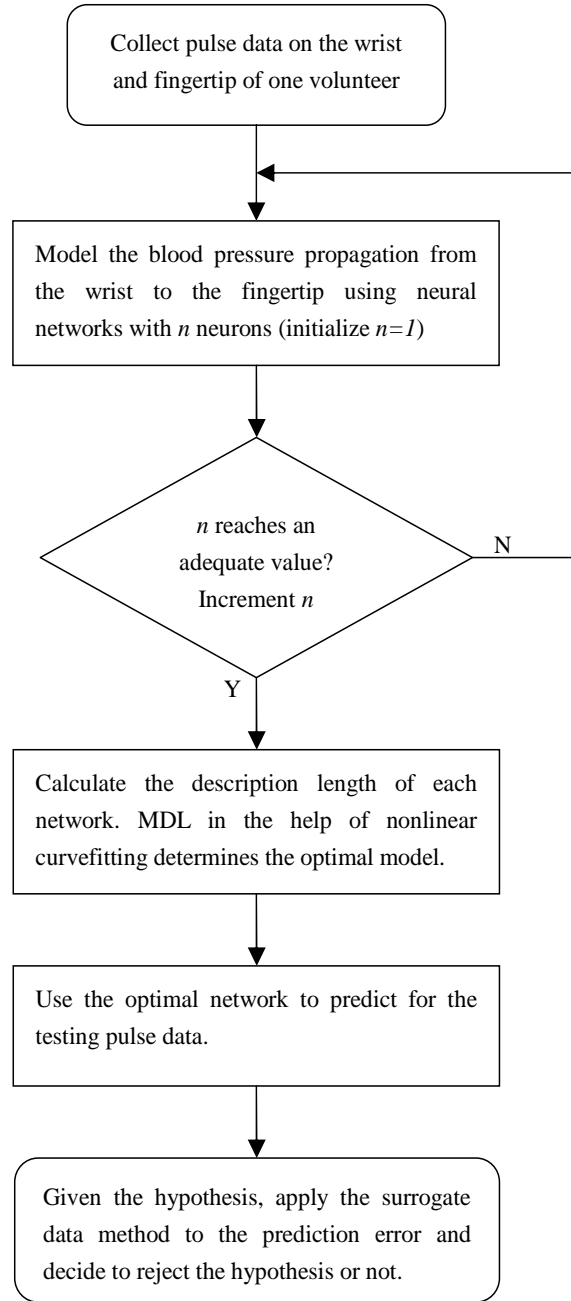 Collect pulse data on the wrist
and fingertip of one volunteer
Model the blood pressure propagation from
the wrist to the fingertip using neural
networks with n neurons (initialize n=1)
n reaches an
adequate value?
Increment n
N
Y
Calculate the description length of each
network. MDL in the help of nonlinear
curvefitting determines the optimal model.
Use the optimal network to predict for the
testing pulse data.
Given the hypothesis, apply the surrogate
data method to the prediction error and
decide to reject the hypothesis or not.